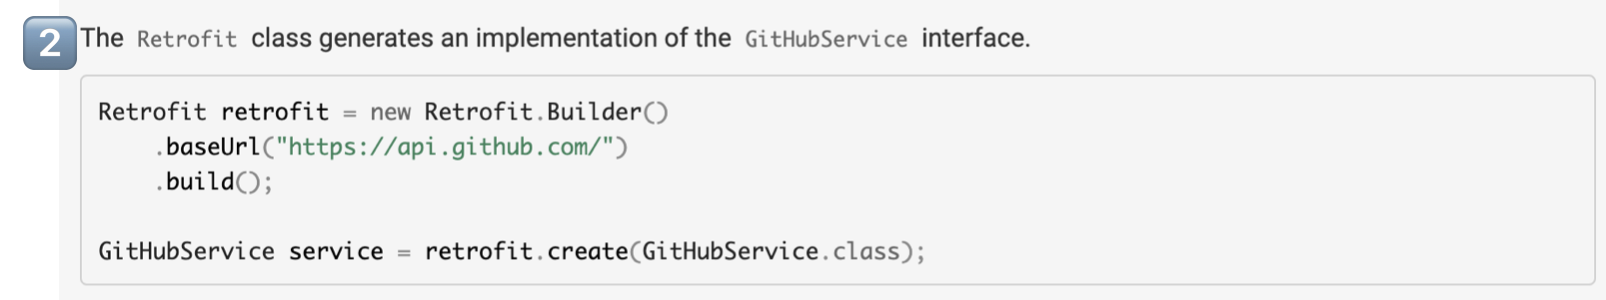 2 The Retrofit class generates an implementation of the GitHubService interface.
Retrofit retrofit = new Retrofit.Builder()
    .baseUrl("https://api.github.com/")
    .build();
GitHubService service = retrofit.create(GitHubService.class);